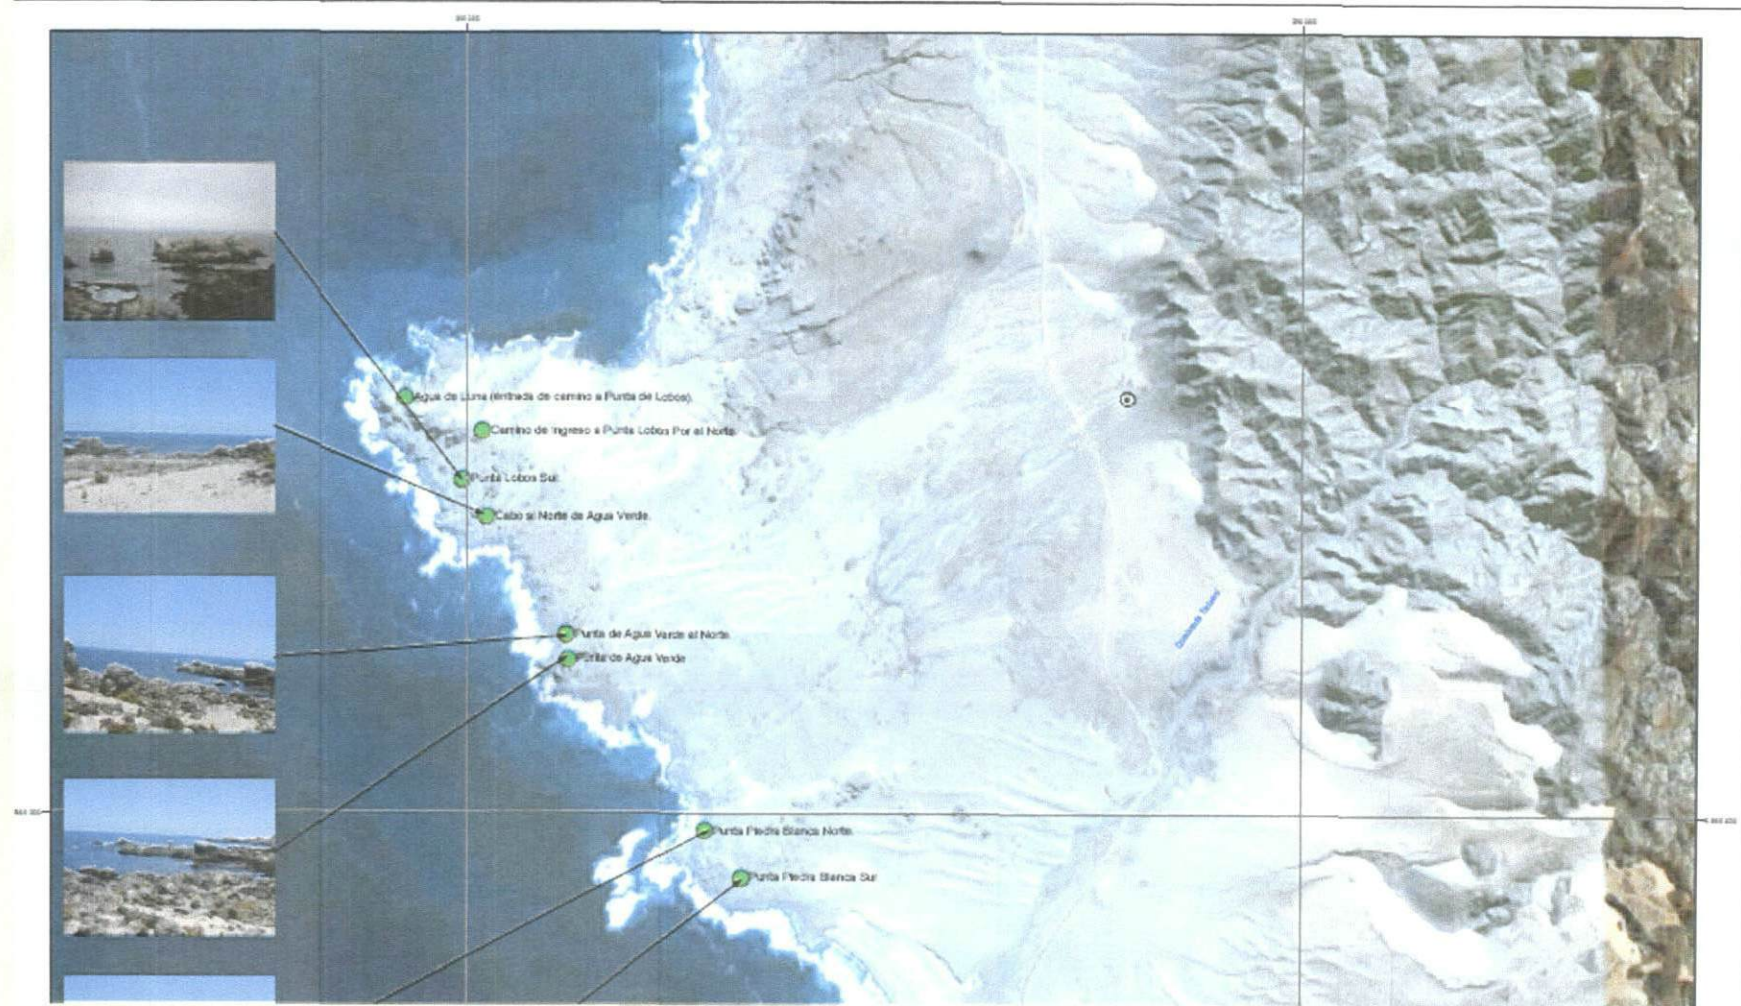 Agua de Luna (entrada de camino a Punta de Lobos).
Camino de Ingreso a Punta Lobos Por el Norte.
Punta Lobos Sur.
Cabo al Norte de Agua Verde.
Punta de Agua Verde al Norte.
Punta de Agua Verde
Quebrada
Punta Piedra Blanca Norte.
Punta Piedra Blanca Sur